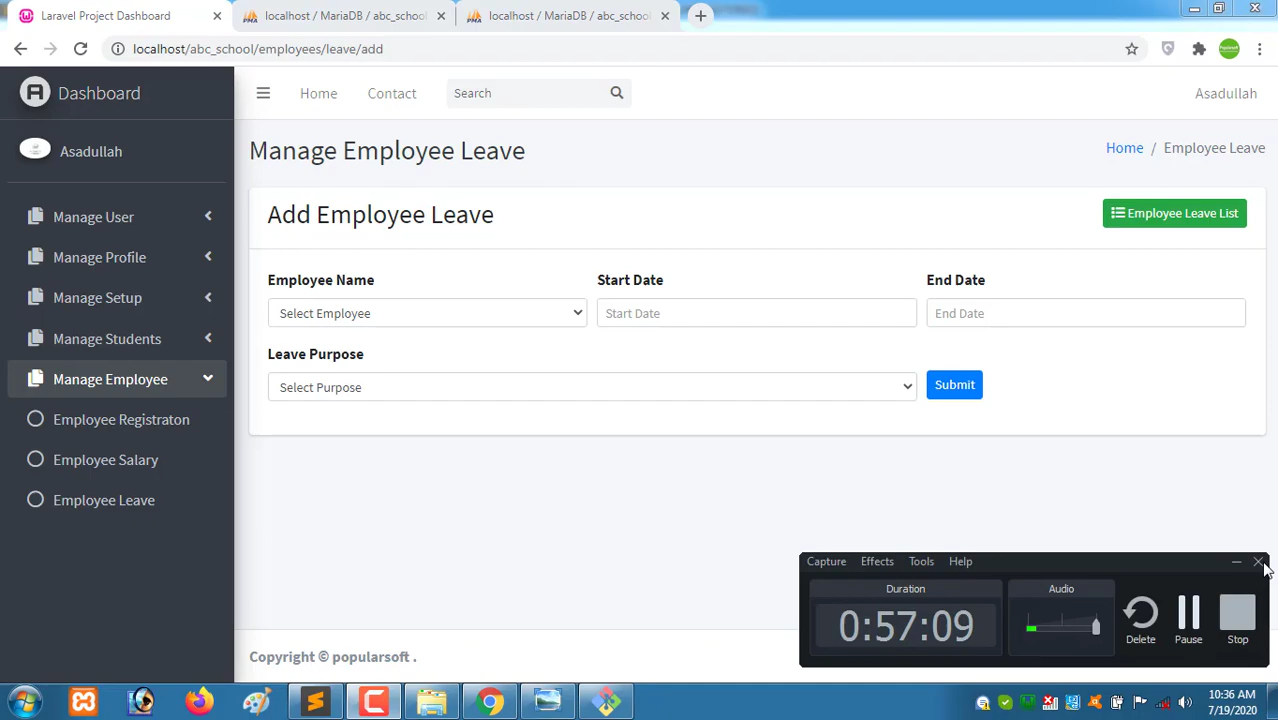 Laravel Project Dashboard
localhost / MariaDB / abc_school
localhost / MariaDB / abc_school
localhost/abc_school/employees/leave/add
Dashboard
Home
Contact
Search
Asadullah
Asadullah
Manage Employee Leave
Home / Employee Leave
Manage User
Manage Profile
Manage Setup
Manage Students
Manage Employee
Employee Registraton
Employee Salary
Employee Leave
Add Employee Leave
Employee Leave List
Employee Name
Start Date
End Date
Select Employee
Start Date
End Date
Leave Purpose
Select Purpose
Submit
Capture Effects Tools Help
Duration
Audio
0:57:09
Delete
Pause
Stop
Copyright © popularsoft .
10:36 AM
7/19/2020